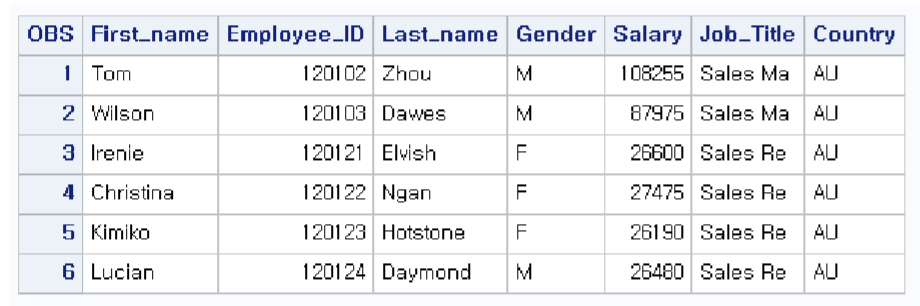 OBS First_name Employee_ID Last_name Gender Salary Job_Title Country
1 Tom 120102 Zhou M 108255 Sales Ma AU
2 Wilson 120103 Dawes M 87975 Sales Ma AU
3 Irenie 120121 Elvish F 26600 Sales Re AU
4 Christina 120122 Ngan F 27475 Sales Re AU
5 Kimiko 120123 Hotstone F 26190 Sales Re AU
6 Lucian 120124 Daymond M 26480 Sales Re AU